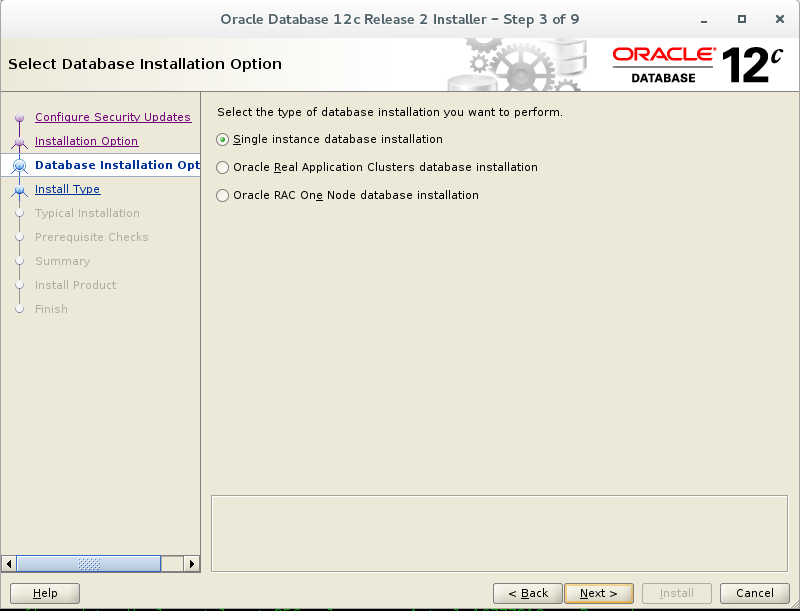 Oracle Database 12c Release 2 Installer – Step 3 of 9
Select Database Installation Option
ORACLE
DATABASE
12c
Configure Security Updates
Installation Option
Database Installation Opt
Install Type
Typical Installation
Prerequisite Checks
Summary
Install Product
Finish
Select the type of database installation you want to perform.
Single instance database installation
Oracle Real Application Clusters database installation
Oracle RAC One Node database installation
Help
< Back
Next >
Install
Cancel